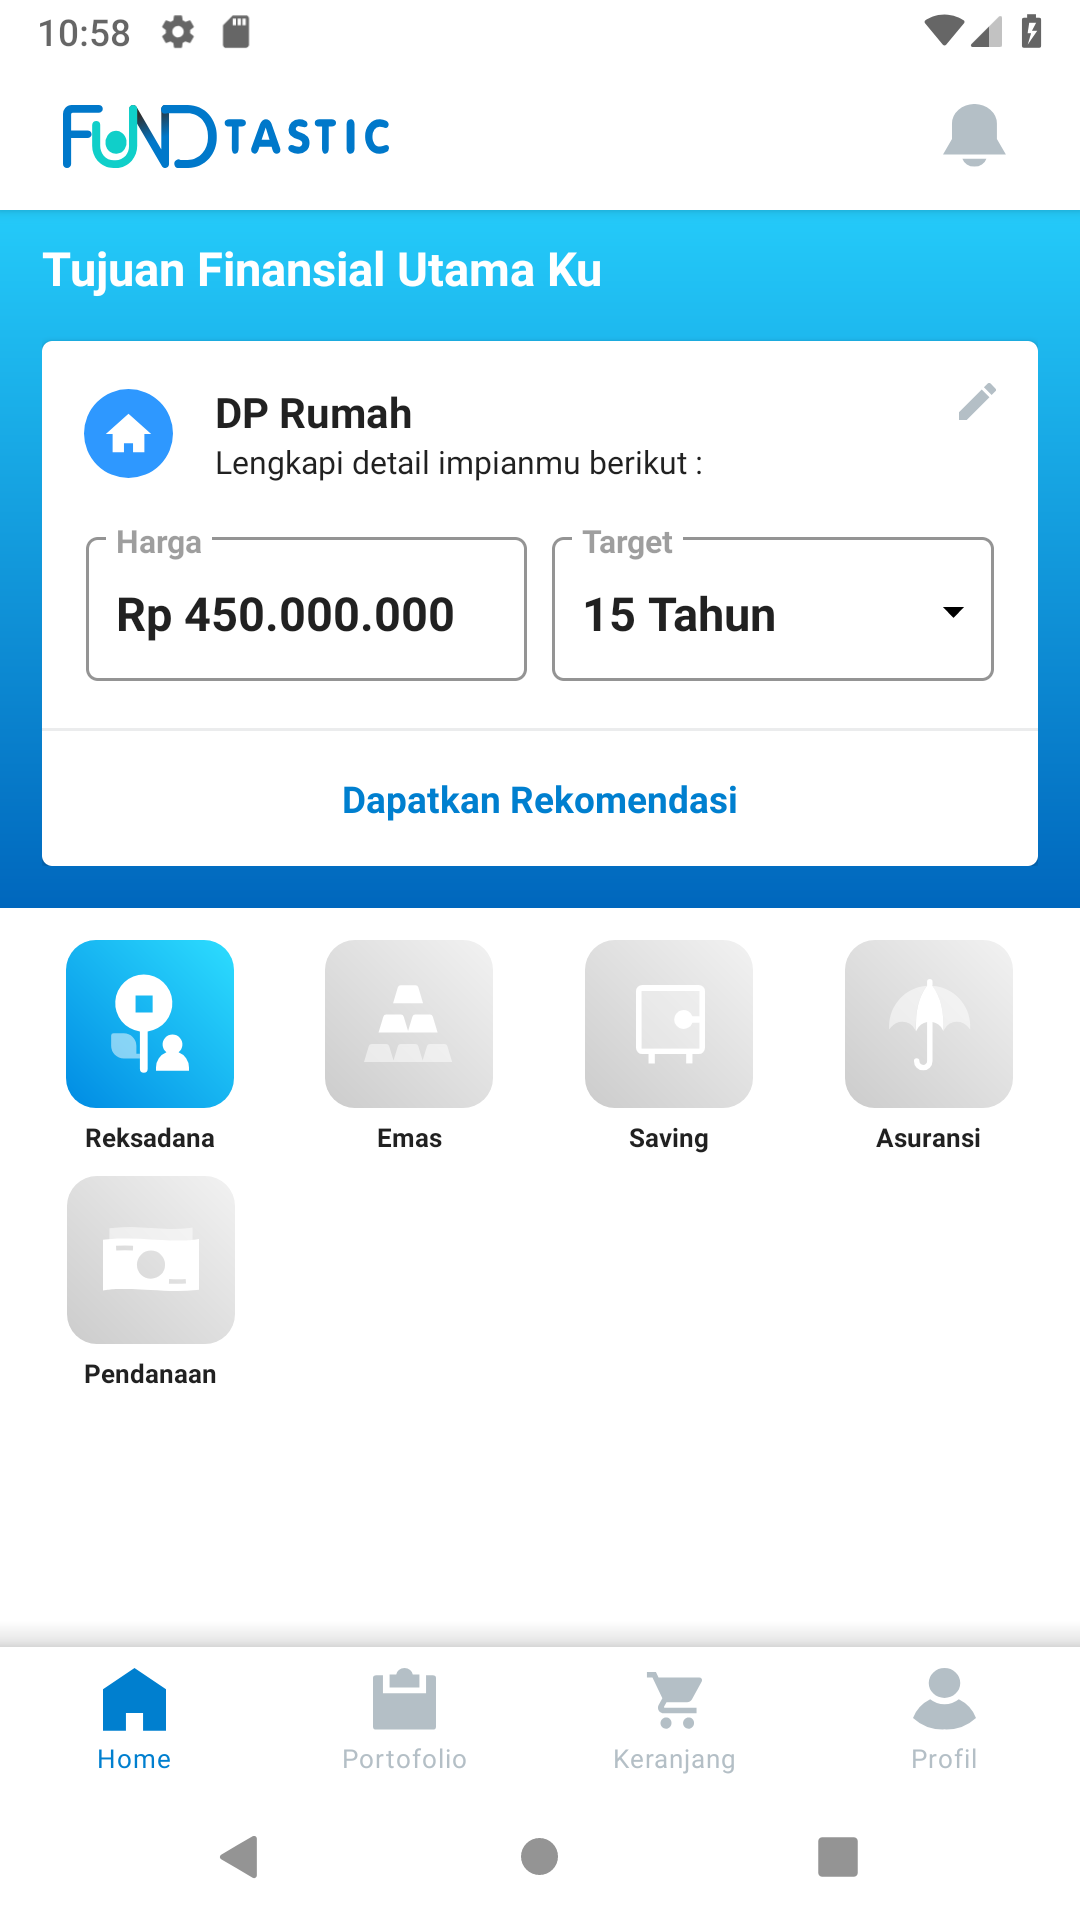 10:58
FUNDTASTIC
Tujuan Finansial Utama Ku
DP Rumah
Lengkapi detail impianmu berikut :
Harga
Target
Rp 450.000.000
15 Tahun
Dapatkan Rekomendasi
Reksadana
Emas
Saving
Asuransi
Pendanaan
Home
Portofolio
Keranjang
Profil